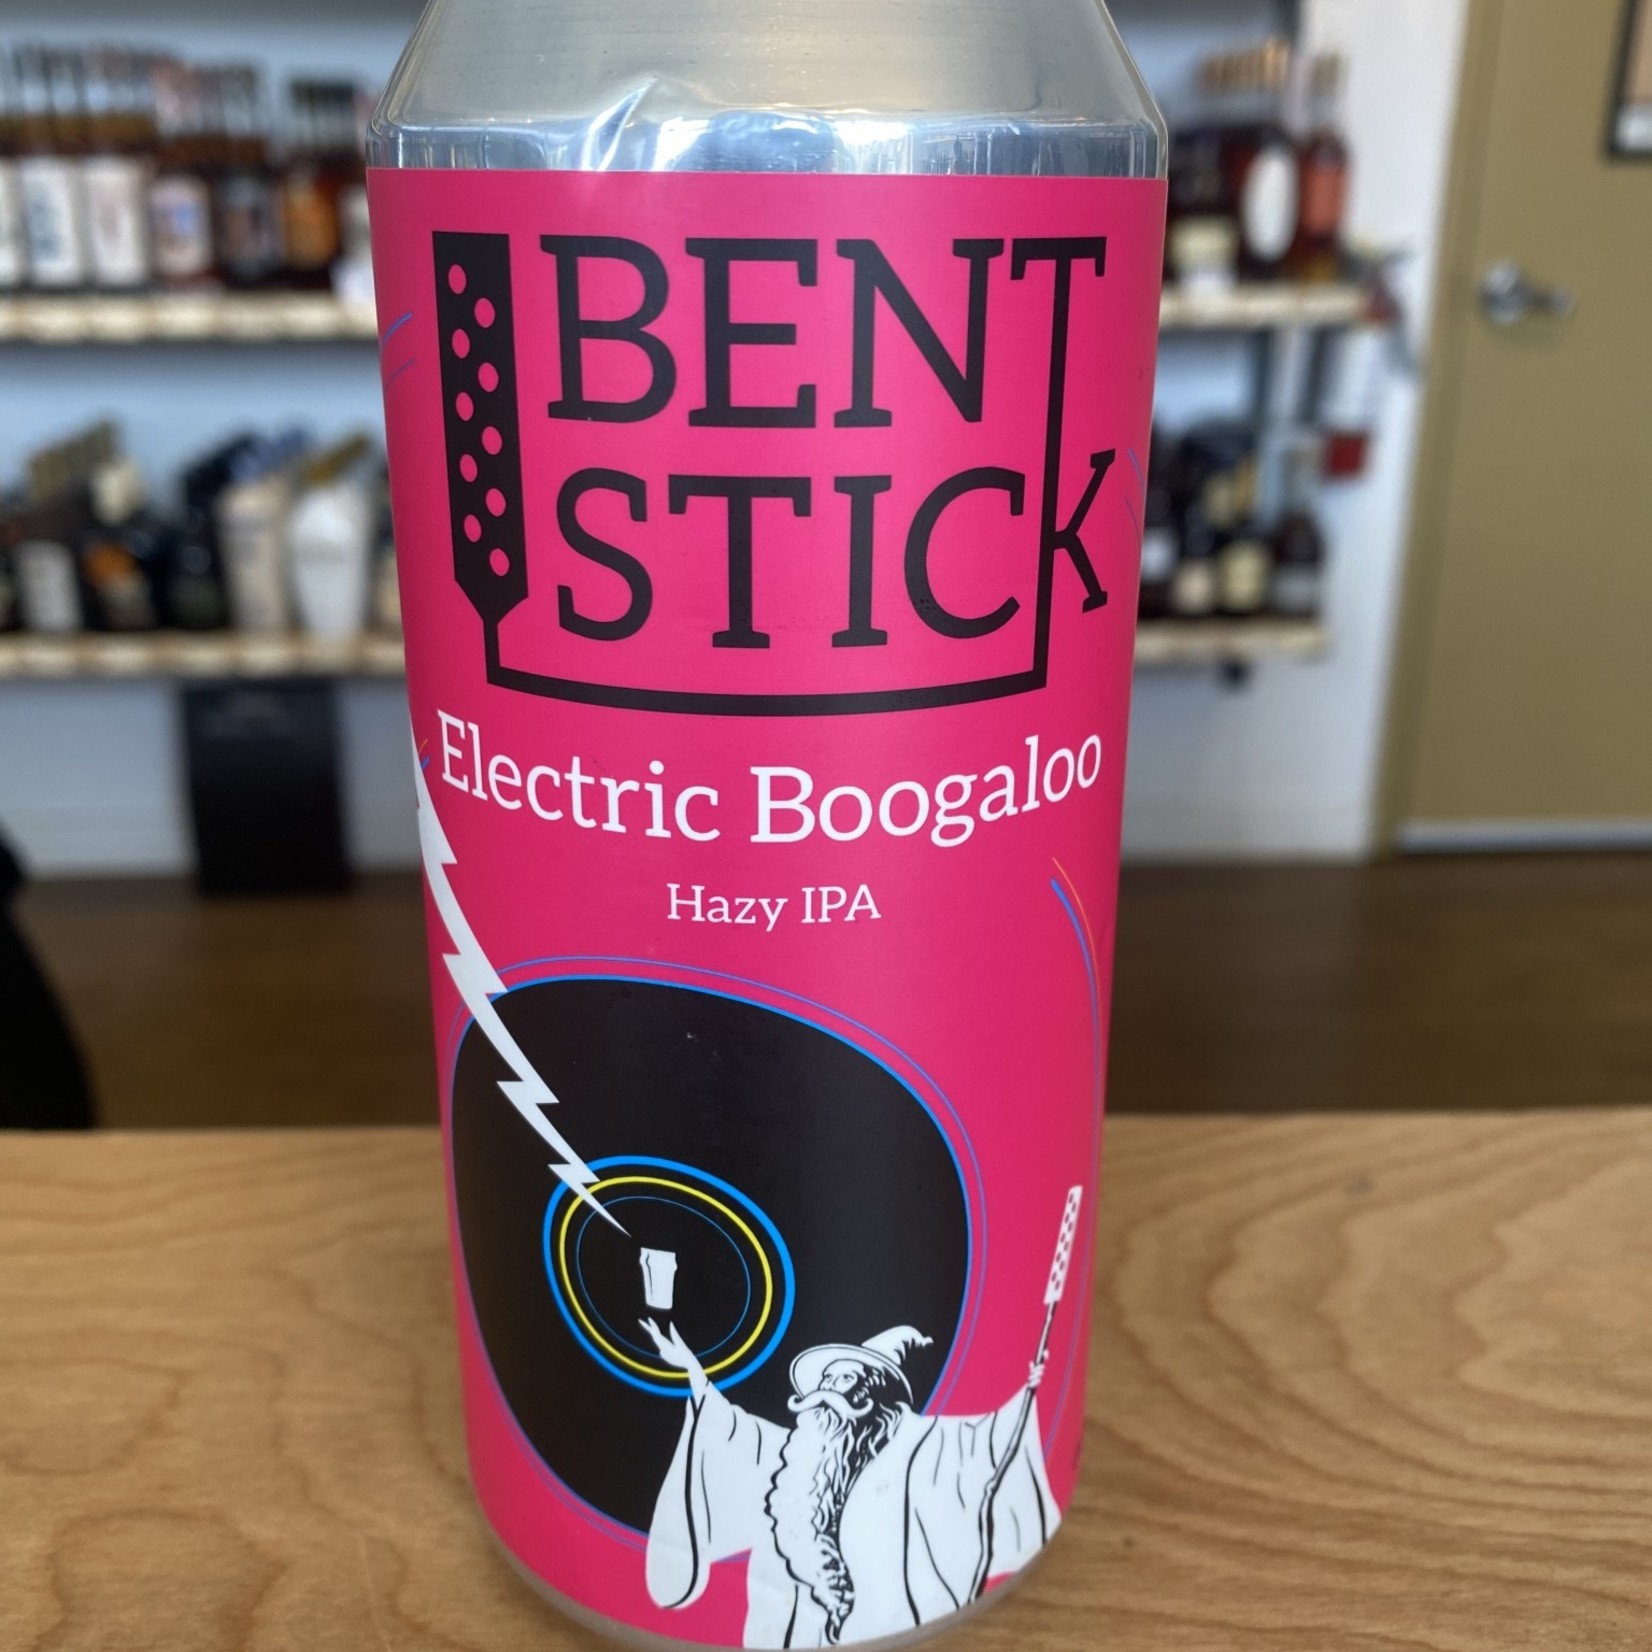 BENT
STICK
Electric Boogaloo
Hazy IPA